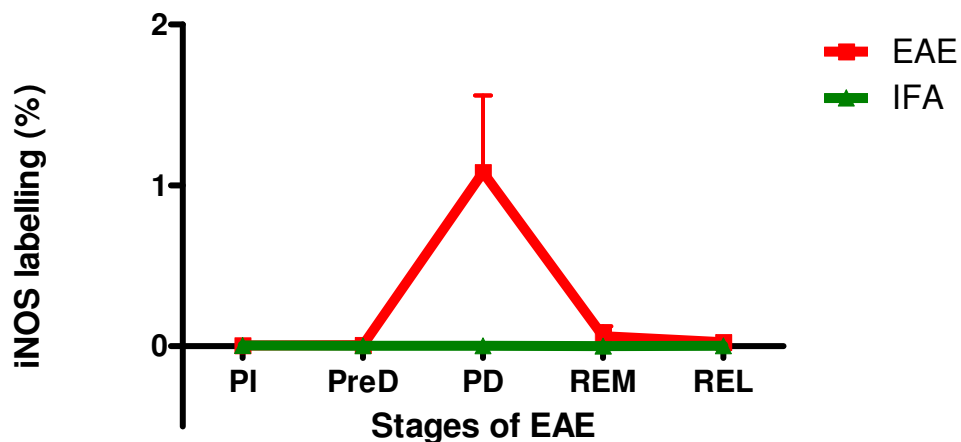 2
EAE
IFA
iNOS labelling (%)
1
0
PI PreD PD REM REL
Stages of EAE